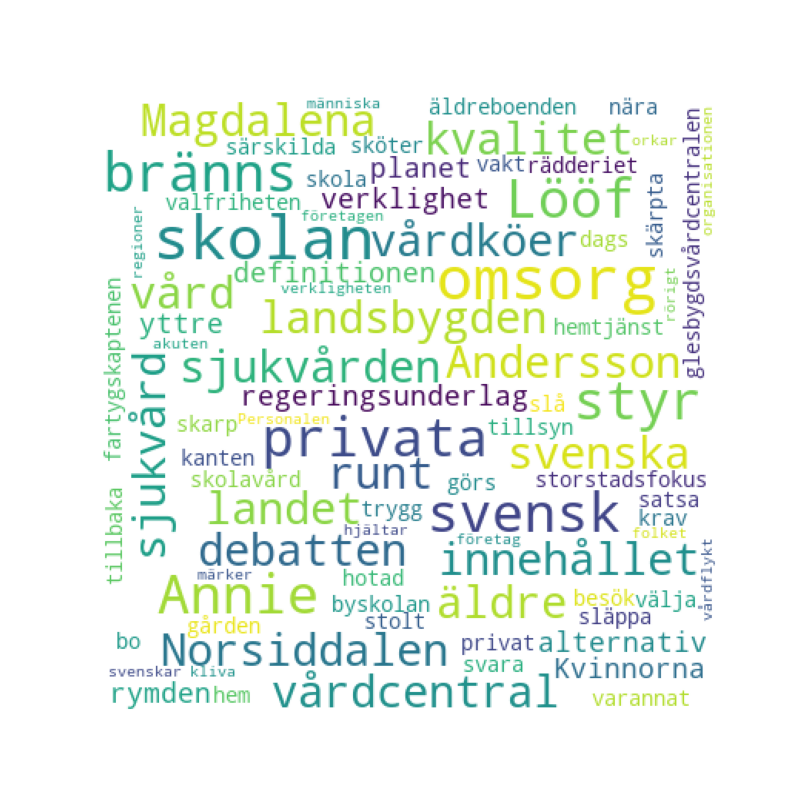 människa
äldreboenden
nära
Magdalena
särskilda
sköter
kvalitet
orkar
bränns
skola
planet
vakt
rädderiet
glesbygdsvårdcentralen
organisationen
valfriheten
verklighet
Lööf
skärpta
regioner
företagen
skolan
vårdköer
dags
definitionen
omsorg
rörigt
verkligheten
vård
fartygskaptenen
yttre
landsbygden
hemtjänst
akuten
sjukvården
Andersson
sjukvård
regeringsunderlag
slå
styr
skarp
Personalen
privata
tillsyn
svenska
kanten
runt
skolavård
görs
storstadsfokus
tillbaka
landet
trygg
svensk
satsa
krav
hjältar
företag
folket
debatten
innehållet
vårdflykt
märker
hotad
Annie
byskolan
äldre
besök
välja
gården
stolt
släppa
bo
Norsiddalen
privat
alternativ
svenskar
kliva
svara
Kvinnorna
rymden
hem
vårdcentral
varannat